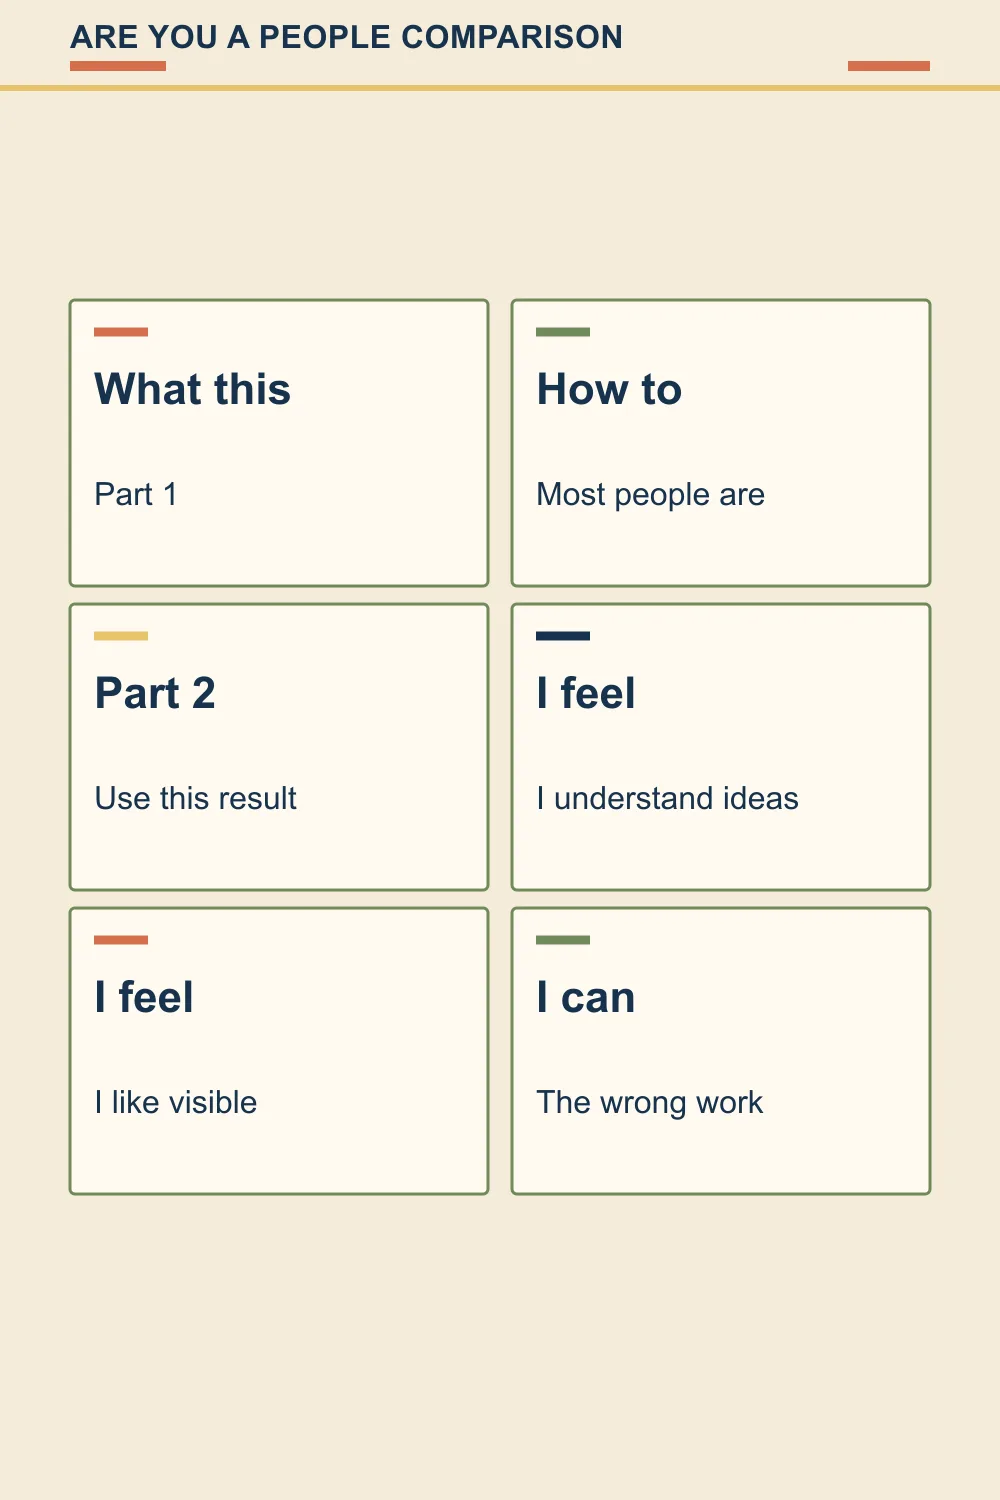 ARE YOU A PEOPLE COMPARISON
What this
Part 1
How to
Most people are
Part 2
Use this result
I feel
I understand ideas
I feel
I like visible
I can
The wrong work